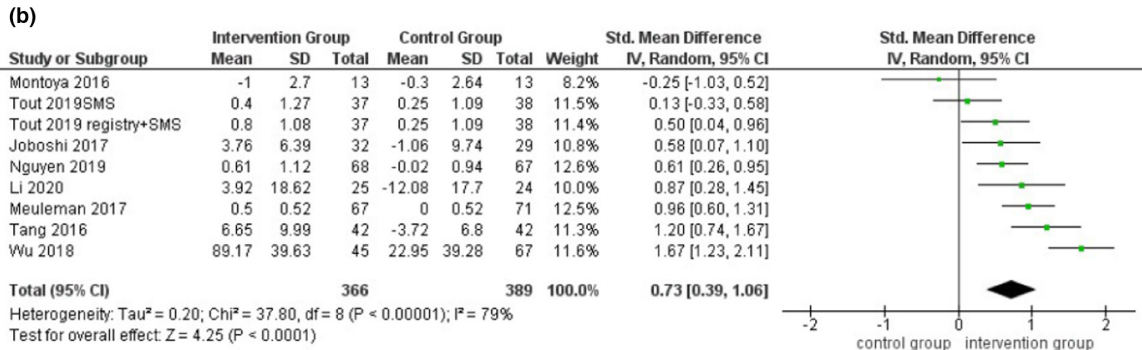 (b)
Intervention Group Control Group Std. Mean Difference Std. Mean Difference
Study or Subgroup Mean SD Total Mean SD Total Weight IV, Random, 95% CI IV, Random, 95% CI
Montoya 2016 -1 2.7 13 -0.3 2.64 13 8.2% -0.25 [-1.03, 0.52]
Tout 2019SMS 0.4 1.27 37 0.25 1.09 38 11.5% 0.13 [-0.33, 0.58]
Tout 2019 registry+SMS 0.8 1.08 37 0.25 1.09 38 11.4% 0.50 [0.04, 0.96]
Joboshi 2017 3.76 6.39 32 -1.06 9.74 29 10.8% 0.58 [0.07, 1.10]
Nguyen 2019 0.61 1.12 68 -0.02 0.94 67 12.6% 0.61 [0.26, 0.95]
Li 2020 3.92 18.62 25 -12.08 17.7 24 10.0% 0.87 [0.28, 1.45]
Meuleman 2017 0.5 0.52 67 0 0.52 71 12.5% 0.96 [0.60, 1.31]
Tang 2016 6.65 9.99 42 -3.72 6.8 42 11.3% 1.20 [0.74, 1.67]
Wu 2018 89.17 39.63 45 22.95 39.28 67 11.6% 1.67 [1.23, 2.11]
Total (95% CI) 366 389 100.0% 0.73 [0.39, 1.06]
Heterogeneity: Tau² = 0.20; Chi² = 37.80, df = 8 (P < 0.00001); I² = 79%
Test for overall effect: Z = 4.25 (P < 0.0001)
-2 -1 0 1 2
control group intervention group